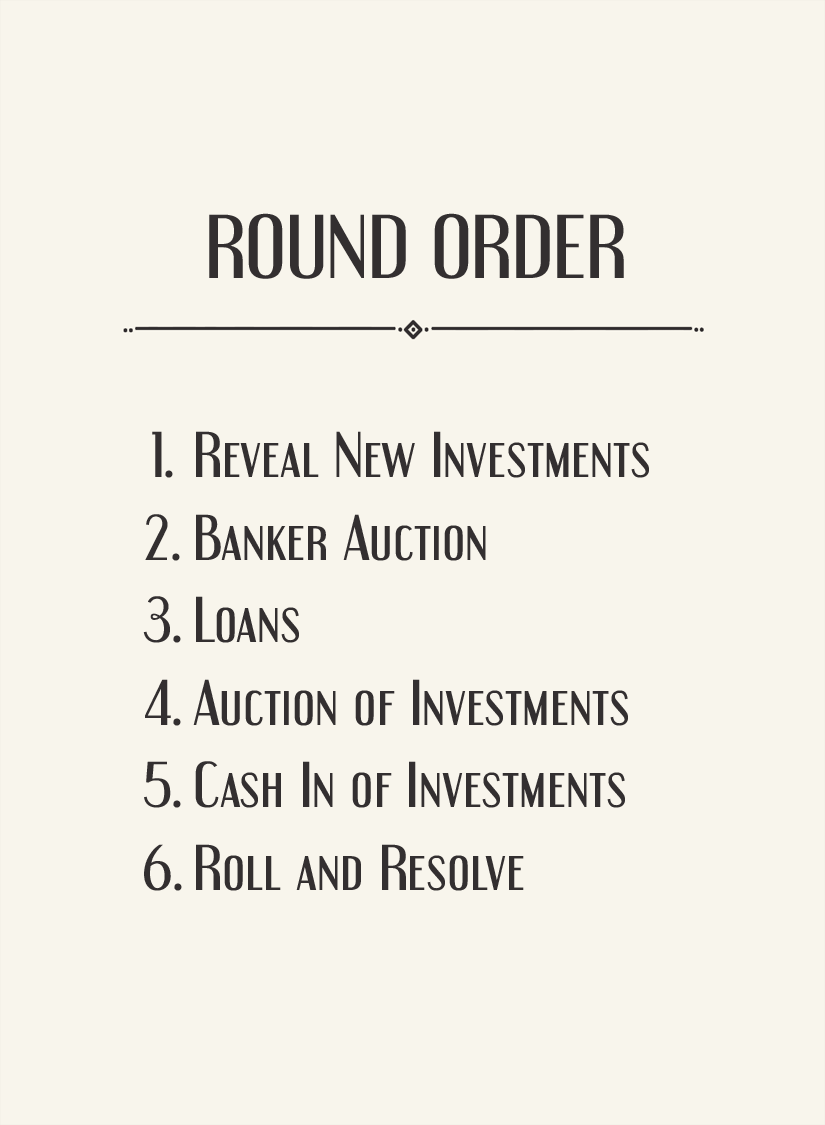 ROUND ORDER
1. Reveal New Investments
2. Banker Auction
3. Loans
4. Auction of Investments
5. Cash In of Investments
6. Roll and Resolve